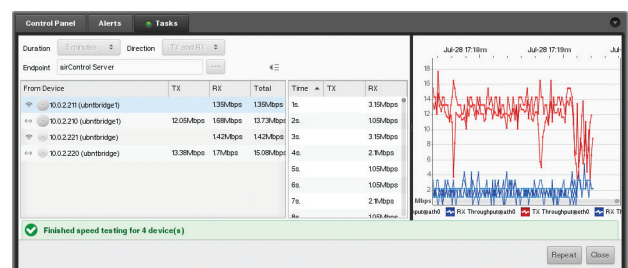 Control Panel Alerts Tasks
Duration 5 minutes Direction TX and RX
Endpoint airControl Server ...
From Device TX RX Total
10.0.2.211 (ubntbridge1) 1.35Mbps 1.35Mbps
10.0.2.210 (ubntbridge1) 12.05Mbps 1.68Mbps 13.73Mbps
10.0.2.221 (ubntbridge) 1.42Mbps 1.42Mbps
10.0.2.220 (ubntbridge) 13.38Mbps 1.7Mbps 15.08Mbps
Time TX RX
1s. 3.15Mbps
2s. 1.05Mbps
3s. 3.15Mbps
4s. 2.1Mbps
5s. 1.05Mbps
6s. 1.05Mbps
7s. 2.1Mbps
8s. 1.05Mbps
Jul-28 17:18m Jul-28 17:19m Jul-
18
16
14
12
10
8
6
4
2
Mbps
put@ath0 RX Throughput@ath0 TX Throughput@eth0 RX T
Finished speed testing for 4 device(s)
Repeat Close